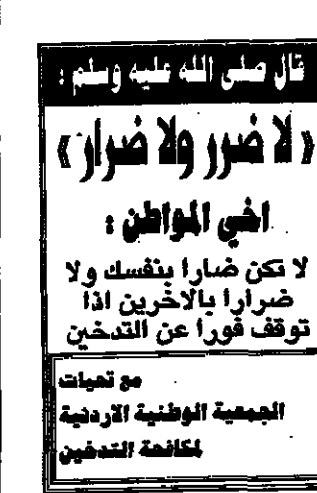 قال صلى الله عليه وسلم :
« لا ضرر ولا ضرار »
اخي المواطن :
لا تكن ضارا بنفسك ولا
ضرارا بالاخرين اذا
توقف فورا عن التدخين
مع تحيات
الجمعية الوطنية الاردنية
لمكافحة التدخين